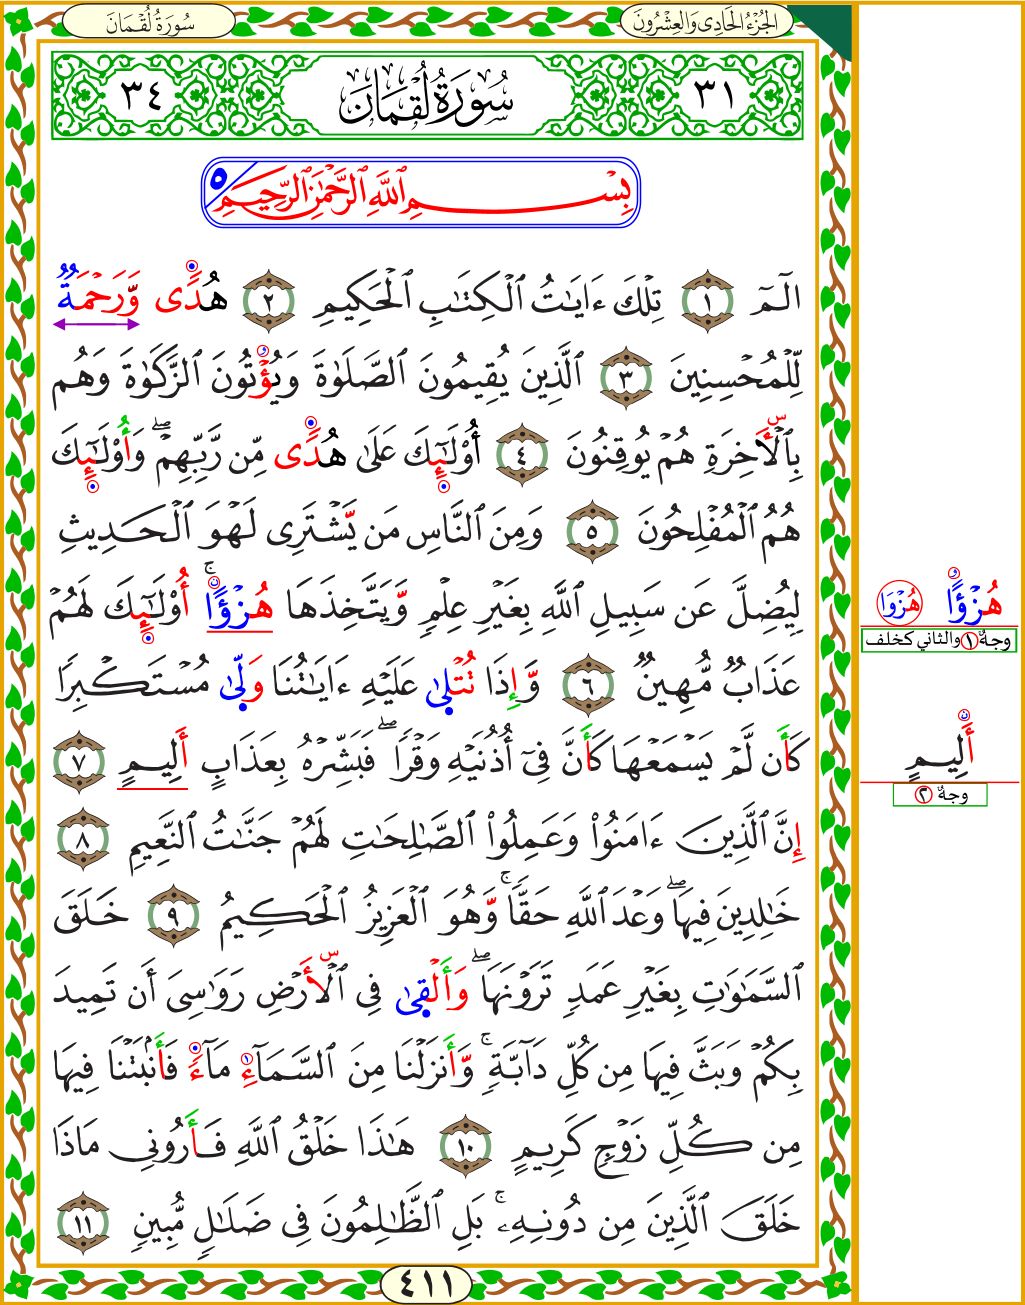 سُورَةُ لُقْمَانَ
الجُزْءُ الحَادِي وَالعِشْرُونَ
٣١ سُورَةُ لُقْمَانَ ٣٤
بِسْمِ ٱللَّهِ ٱلرَّحْمَٰنِ ٱلرَّحِيمِ ٥
الٓمٓ ١ تِلْكَ ءَايَٰتُ ٱلْكِتَٰبِ ٱلْحَكِيمِ ٢ هُدًى وَّرَحْمَةٌ
لِّلْمُحْسِنِينَ ٣ ٱلَّذِينَ يُقِيمُونَ ٱلصَّلَوٰةَ وَيُؤْتُونَ ٱلزَّكَوٰةَ وَهُم
بِٱلْأَٓخِرَةِ هُمْ يُوقِنُونَ ٤ أُوْلَٰٓئِكَ عَلَىٰ هُدًى مِّن رَّبِّهِمْۖ وَأُوْلَٰٓئِكَ
هُمُ ٱلْمُفْلِحُونَ ٥ وَمِنَ ٱلنَّاسِ مَن يَّشْتَرِى لَهْوَ ٱلْحَدِيثِ
لِيُضِلَّ عَن سَبِيلِ ٱللَّهِ بِغَيْرِ عِلْمٍ وَّيَتَّخِذَهَا هُزْؤًاۚ أُوْلَٰٓئِكَ لَهُمْ
عَذَابٌ مُّهِينٌ ٦ وَّإِذَا تُتْلَىٰ عَلَيْهِ ءَايَٰتُنَا وَلَّىٰ مُسْتَكْبِرًا
كَأَن لَّمْ يَسْمَعْهَا كَأَنَّ فِىٓ أُذُنَيْهِ وَقْرًاۖ فَبَشِّرْهُ بِعَذَابٍ أَلِيمٍ ٧
إِنَّ ٱلَّذِينَ ءَامَنُوا۟ وَعَمِلُوا۟ ٱلصَّٰلِحَٰتِ لَهُمْ جَنَّٰتُ ٱلنَّعِيمِ ٨
خَٰلِدِينَ فِيهَاۖ وَعْدَ ٱللَّهِ حَقًّاۚ وَّهُوَ ٱلْعَزِيزُ ٱلْحَكِيمُ ٩ خَلَقَ
ٱلسَّمَٰوَٰتِ بِغَيْرِ عَمَدٍ تَرَوْنَهَاۖ وَأَلْقَىٰ فِى ٱلْأَرْضِ رَوَٰسِىَ أَن تَمِيدَ
بِكُمْ وَبَثَّ فِيهَا مِن كُلِّ دَآبَّةٍۚ وَّأَنزَلْنَا مِنَ ٱلسَّمَآءِ مَآءً فَأَنۢبَتْنَا فِيهَا
مِن كُلِّ زَوْجٍ كَرِيمٍ ١٠ هَٰذَا خَلْقُ ٱللَّهِ فَأَرُونِى مَاذَا
خَلَقَ ٱلَّذِينَ مِن دُونِهِۦۚ بَلِ ٱلظَّٰلِمُونَ فِى ضَلَٰلٍ مُّبِينٍ ١١
٤١١
هُزْؤًا هُزْوَا
وجهٌ ١ والثاني كخلف
أَلِيمٍ
وجهٌ ٢